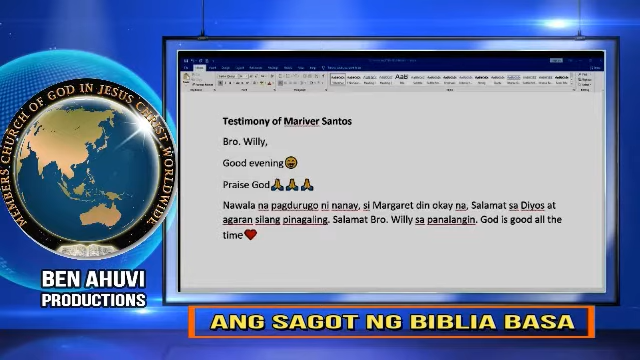 MEMBERS CHURCH OF GOD IN JESUS CHRIST WORLDWIDE
BEN AHUVI
PRODUCTIONS
Testimony of Mariver Santos
Bro. Willy,
Good evening😄
Praise God🙏🙏🙏
Nawala na pagdurugo ni nanay, si Margaret din okay na, Salamat sa Diyos at
agaran silang pinagaling. Salamat Bro. Willy sa panalangin. God is good all the
time❤️
ANG SAGOT NG BIBLIA BASA